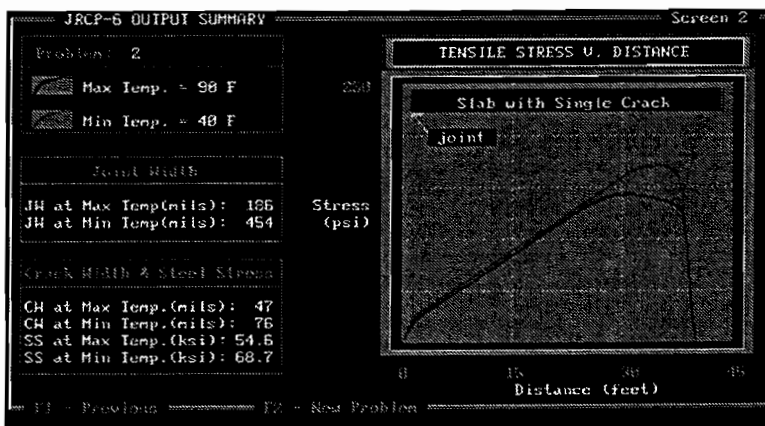 JRCP-6 OUTPUT SUMMARY
Screen 2
Problem: 2
Max Temp. = 90 F
Min Temp. = 40 F
Joint Width
JW at Max Temp(mils): 186
JW at Min Temp(mils): 454
Crack Width & Steel Stress
CW at Max Temp.(mils): 47
CW at Min Temp.(mils): 76
SS at Max Temp.(ksi): 54.6
SS at Min Temp.(ksi): 68.7
TENSILE STRESS V. DISTANCE
250
Slab with Single Crack
joint
Stress
(psi)
0 15 30 45
Distance (feet)
F1 - Previous
F2 - New Problem